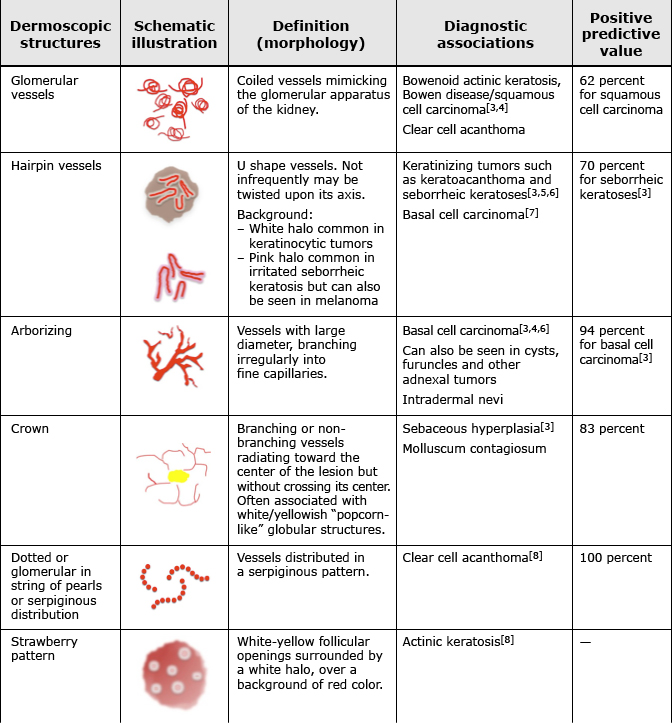 Dermoscopic structures
Schematic illustration
Definition (morphology)
Diagnostic associations
Positive predictive value
Glomerular
vessels
Coiled vessels mimicking
the glomerular apparatus
of the kidney.
Bowenoid actinic keratosis,
Bowen disease/squamous
cell carcinoma[3,4]
Clear cell acanthoma
62 percent
for squamous
cell carcinoma
Hairpin vessels
U shape vessels. Not
infrequently may be
twisted upon its axis.
Background:
– White halo common in
keratinocytic tumors
– Pink halo common in
irritated seborrheic
keratosis but can also
be seen in melanoma
Keratinizing tumors such
as keratoacanthoma and
seborrheic keratoses[3,5,6]
Basal cell carcinoma[7]
70 percent
for seborrheic
keratoses[3]
Arborizing
Vessels with large
diameter, branching
irregularly into
fine capillaries.
Basal cell carcinoma[3,4,6]
Can also be seen in cysts,
furuncles and other
adnexal tumors
Intradermal nevi
94 percent
for basal cell
carcinoma[3]
Crown
Branching or non-
branching vessels
radiating toward the
center of the lesion but
without crossing its center.
Often associated with
white/yellowish “popcorn-
like” globular structures.
Sebaceous hyperplasia[3]
Molluscum contagiosum
83 percent
Dotted or
glomerular in
string of pearls
or serpiginous
distribution
Vessels distributed in
a serpiginous pattern.
Clear cell acanthoma[8]
100 percent
Strawberry
pattern
White-yellow follicular
openings surrounded by
a white halo, over a
background of red color.
Actinic keratosis[8]
—